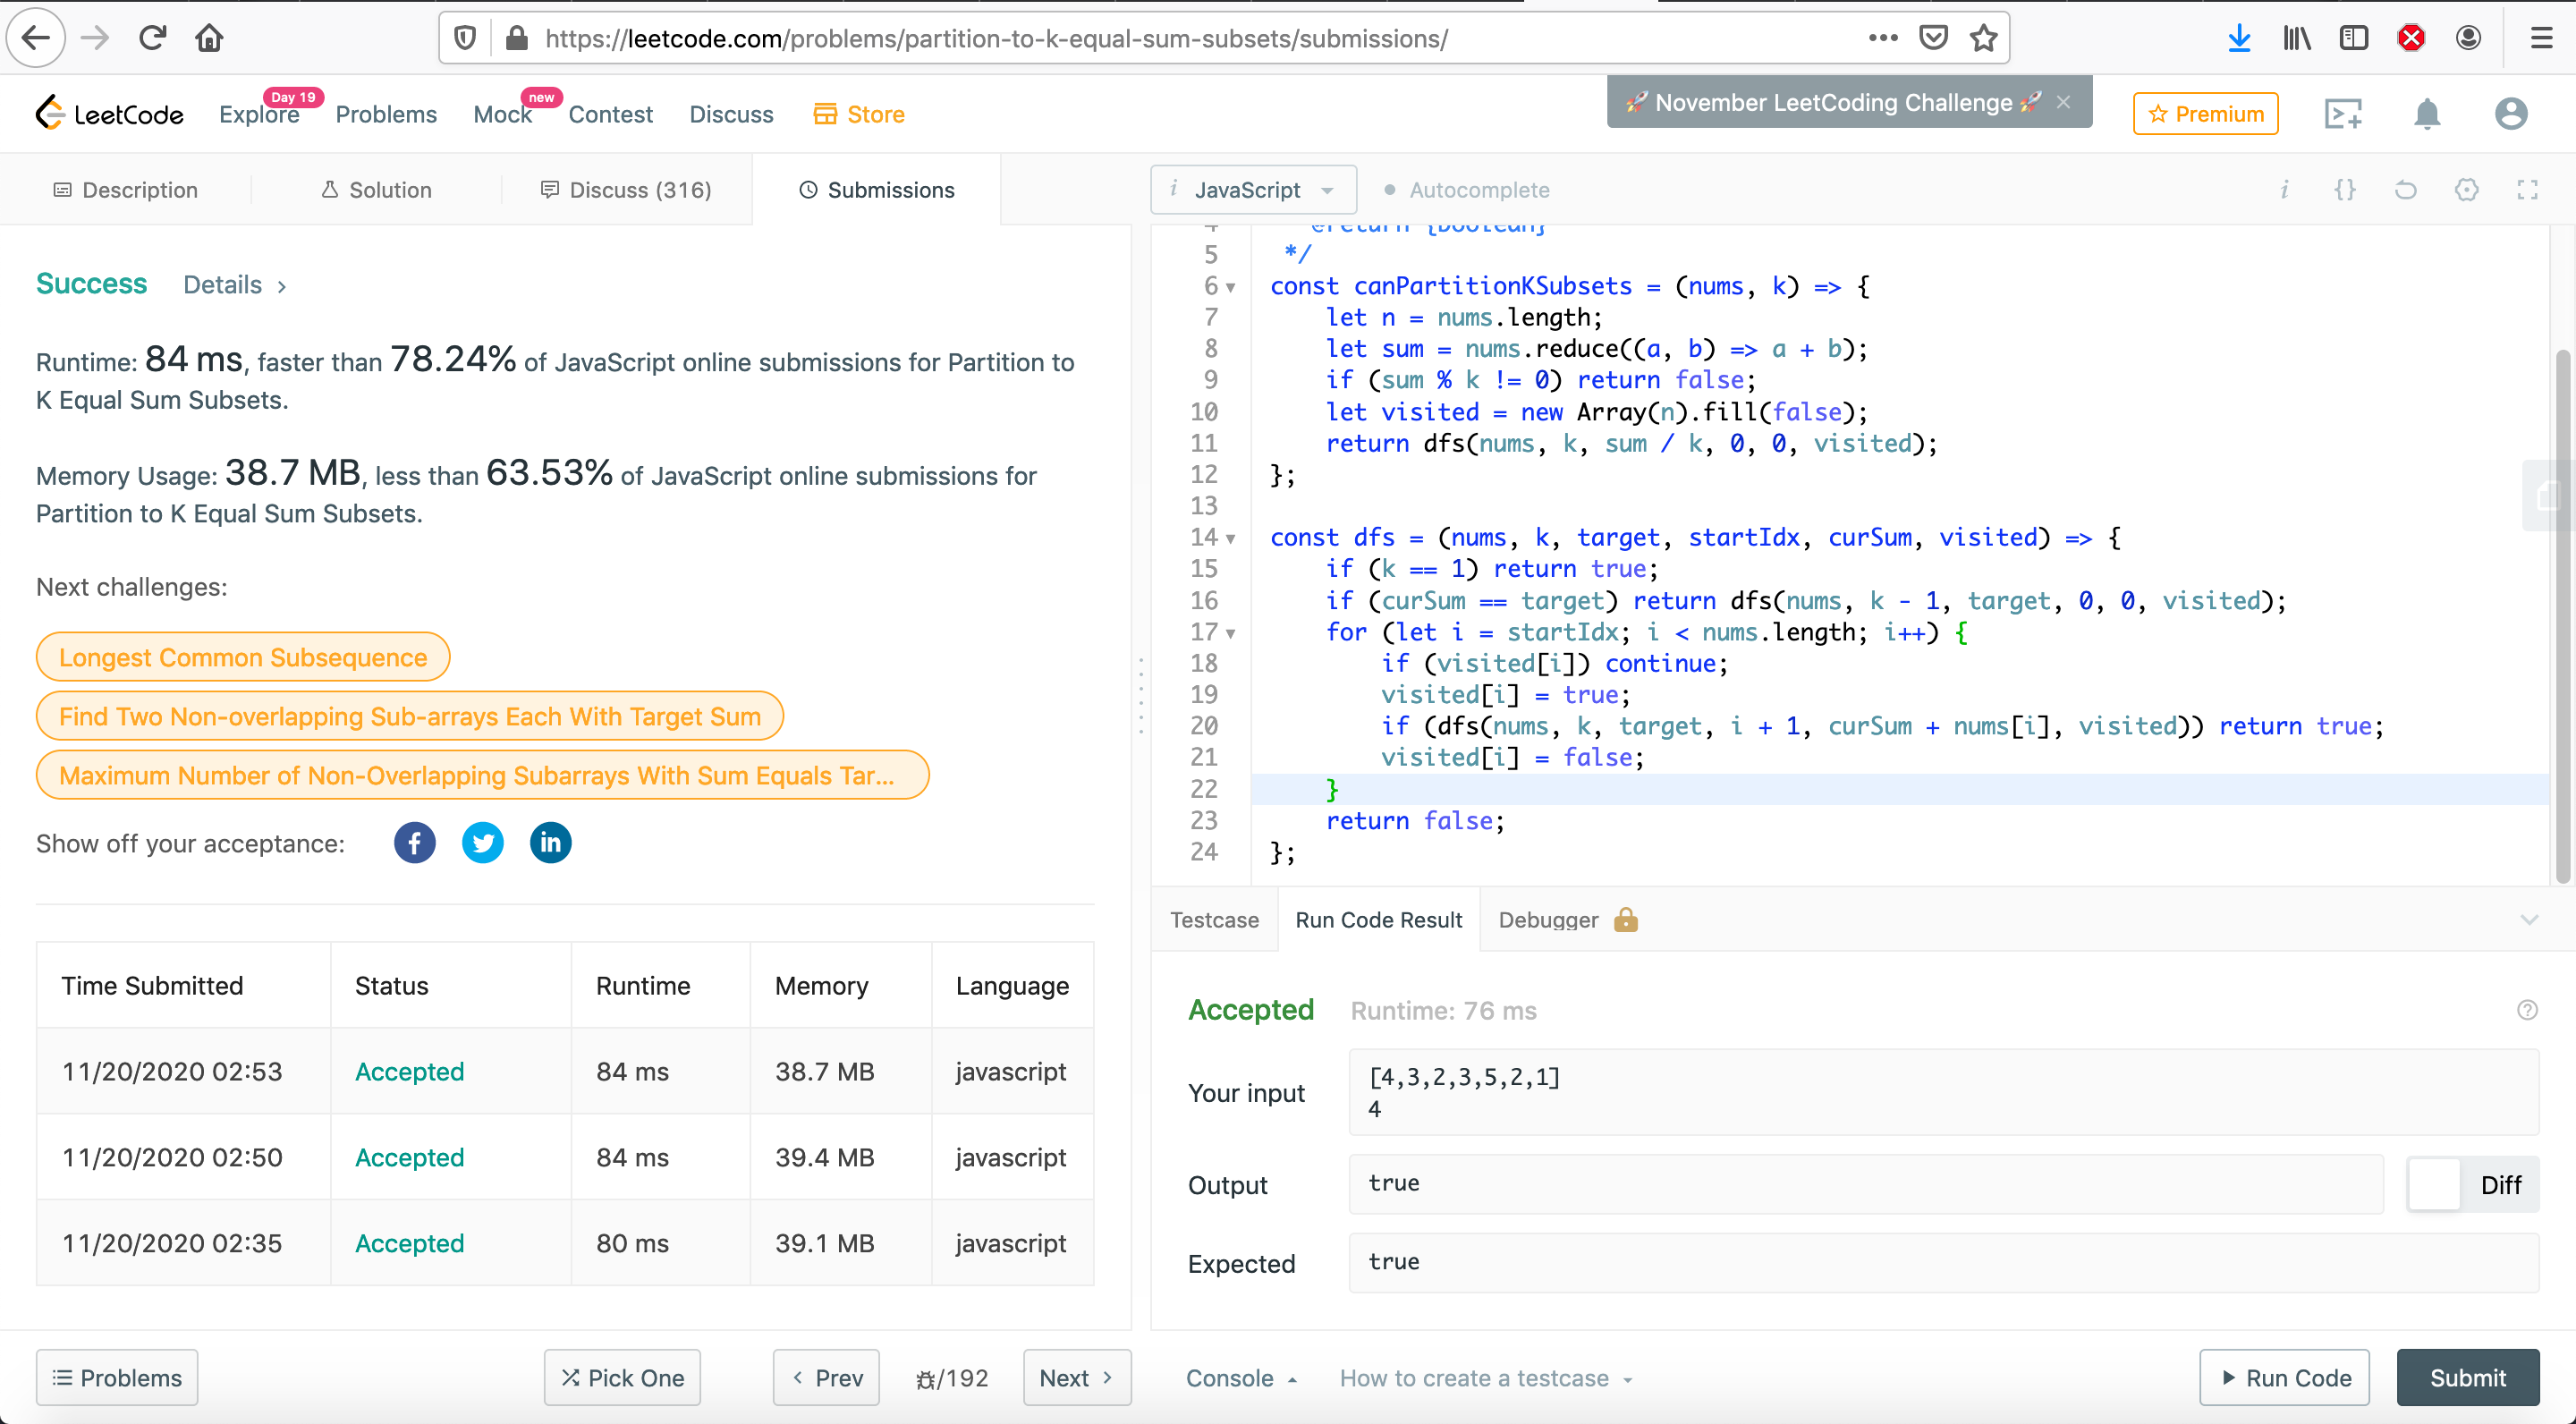 https://leetcode.com/problems/partition-to-k-equal-sum-subsets/submissions/
LeetCode
Explore
Day 19
Problems
Mock
new
Contest
Discuss
Store
🚀 November LeetCoding Challenge 🚀 ×
Premium
Description
Solution
Discuss (316)
Submissions
i JavaScript
Autocomplete
Success
Details >
Runtime: 84 ms, faster than 78.24% of JavaScript online submissions for Partition to
K Equal Sum Subsets.
Memory Usage: 38.7 MB, less than 63.53% of JavaScript online submissions for
Partition to K Equal Sum Subsets.
Next challenges:
Longest Common Subsequence
Find Two Non-overlapping Sub-arrays Each With Target Sum
Maximum Number of Non-Overlapping Subarrays With Sum Equals Tar...
Show off your acceptance:
Time Submitted Status Runtime Memory Language
11/20/2020 02:53 Accepted 84 ms 38.7 MB javascript
11/20/2020 02:50 Accepted 84 ms 39.4 MB javascript
11/20/2020 02:35 Accepted 80 ms 39.1 MB javascript
Problems
Pick One
Prev
/192
Next
4 @return {boolean}
5 */
6 const canPartitionKSubsets = (nums, k) => {
7 let n = nums.length;
8 let sum = nums.reduce((a, b) => a + b);
9 if (sum % k != 0) return false;
10 let visited = new Array(n).fill(false);
11 return dfs(nums, k, sum / k, 0, 0, visited);
12 };
13
14 const dfs = (nums, k, target, startIdx, curSum, visited) => {
15 if (k == 1) return true;
16 if (curSum == target) return dfs(nums, k - 1, target, 0, 0, visited);
17 for (let i = startIdx; i < nums.length; i++) {
18 if (visited[i]) continue;
19 visited[i] = true;
20 if (dfs(nums, k, target, i + 1, curSum + nums[i], visited)) return true;
21 visited[i] = false;
22 }
23 return false;
24 };
Testcase
Run Code Result
Debugger
Accepted
Runtime: 76 ms
Your input
[4,3,2,3,5,2,1]
4
Output
true
Diff
Expected
true
Console
How to create a testcase
Run Code
Submit